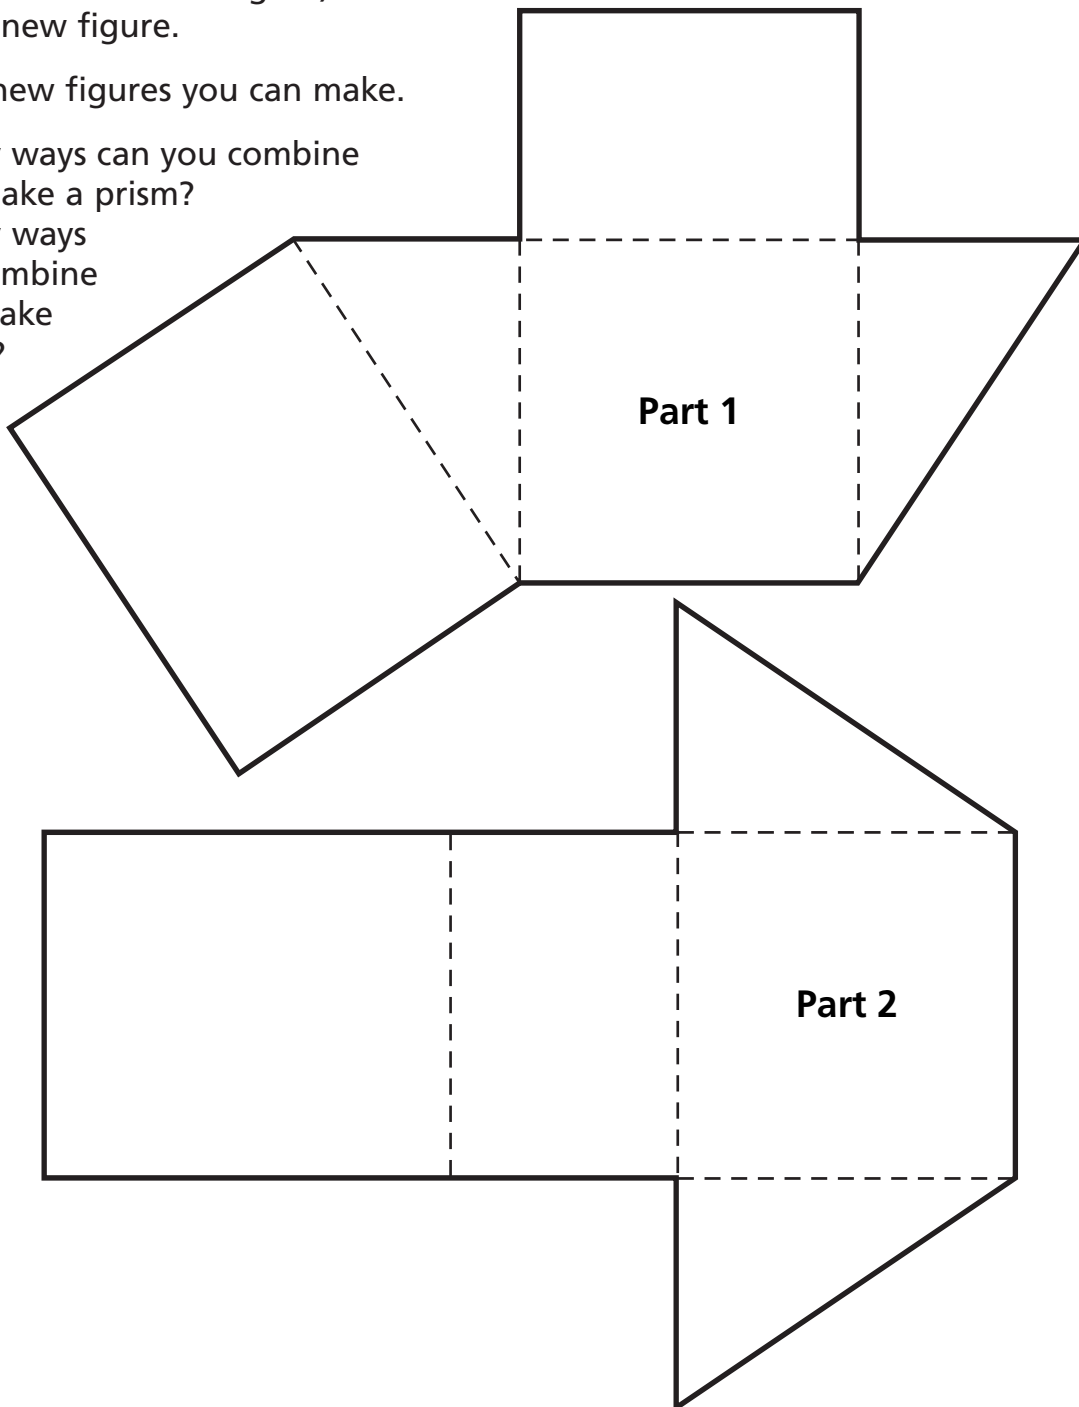 new figure.
new figures you can make.
ways can you combine
ake a prism?
ways
mbine
ake
?
Part 1
Part 2